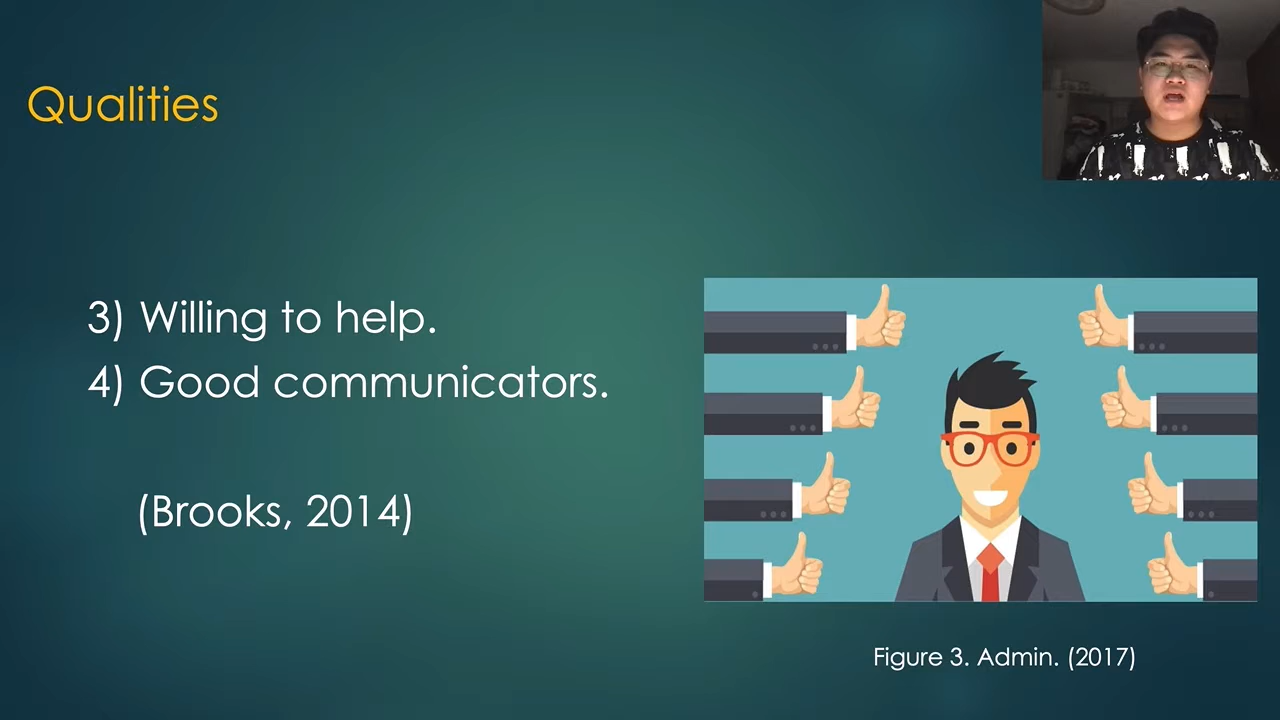 Qualities
3) Willing to help.
4) Good communicators.
(Brooks, 2014)
Figure 3. Admin. (2017)